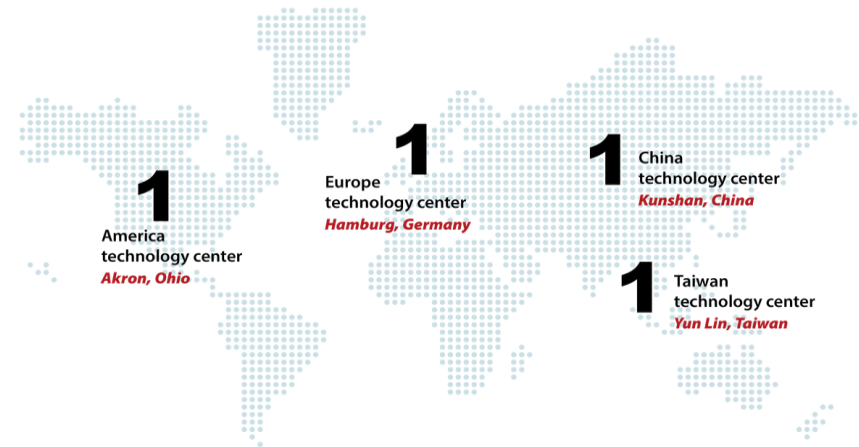 1
America
technology center
Akron, Ohio
1
Europe
technology center
Hamburg, Germany
1
China
technology center
Kunshan, China
1
Taiwan
technology center
Yun Lin, Taiwan